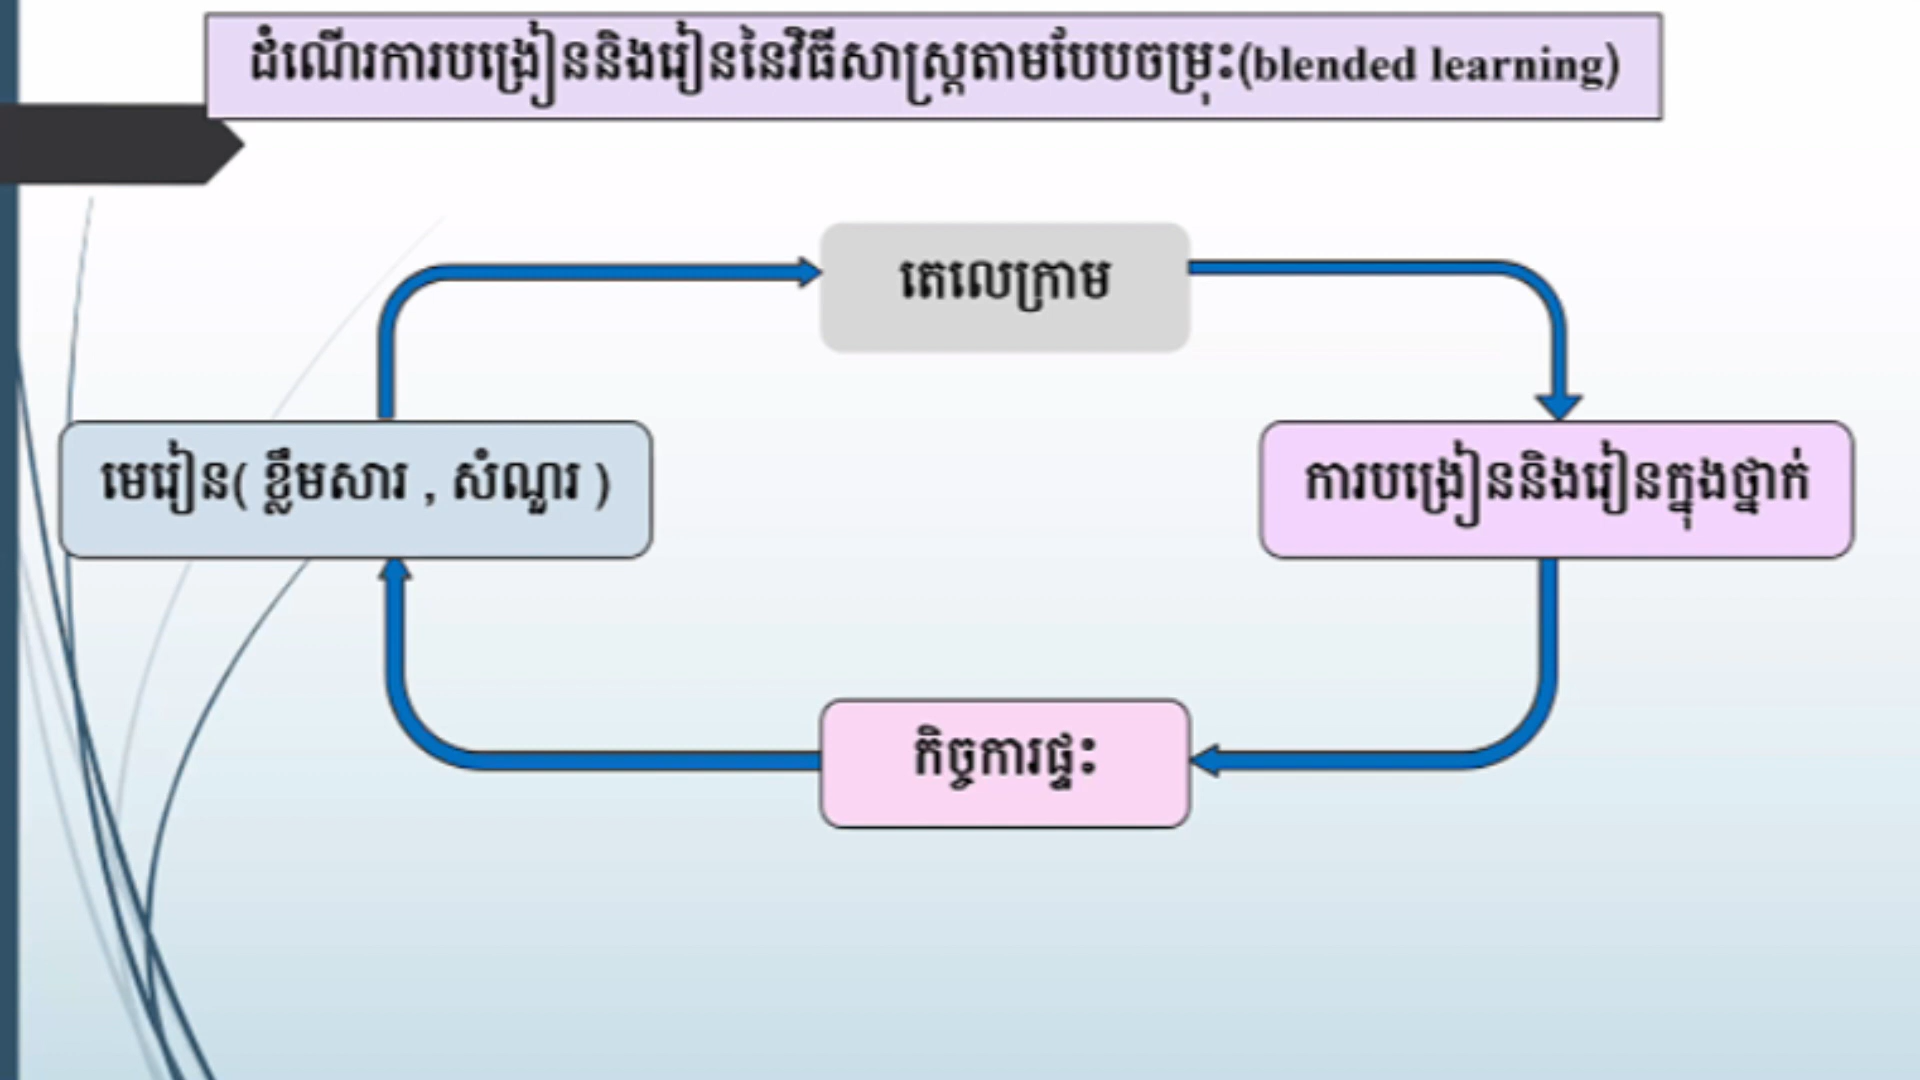 ដំណើរការបង្រៀននិងរៀននៃវិធីសាស្ត្រតាមបែបចម្រុះ(blended learning)
តេលេក្រាម
មេរៀន( ខ្លឹមសារ , សំណួរ )
ការបង្រៀននិងរៀនក្នុងថ្នាក់
កិច្ចការផ្ទះ